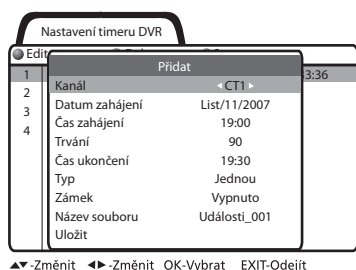 Nastavení timeru DVR
Edit
Přidat
1 3:36
Kanál CT1
2
Datum zahájení List/11/2007
3
Čas zahájení 19:00
4
Trvání 90
Čas ukončení 19:30
Typ Jednou
Zámek Vypnuto
Název souboru Události_001
Uložit
▲▼-Změnit ◄►-Změnit OK-Vybrat EXIT-Odejít